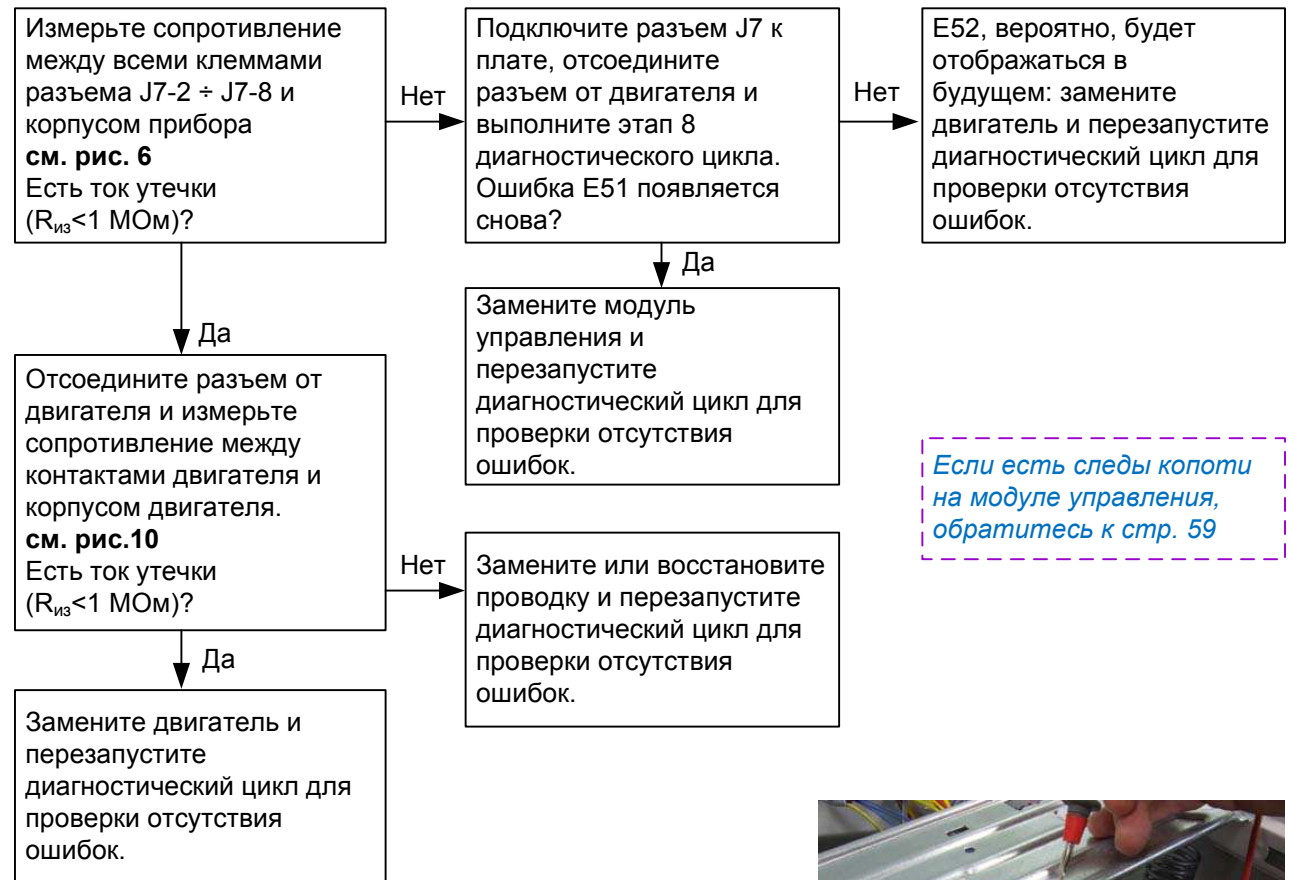 Измерьте сопротивление
между всеми клеммами
разъема J7-2 ÷ J7-8 и
корпусом прибора
см. рис. 6
Есть ток утечки
(Rиз<1 МОм)?
Нет
Подключите разъем J7 к
плате, отсоедините
разъем от двигателя и
выполните этап 8
диагностического цикла.
Ошибка E51 появляется
снова?
Нет
E52, вероятно, будет
отображаться в
будущем: замените
двигатель и перезапустите
диагностический цикл для
проверки отсутствия
ошибок.
Да
Замените модуль
управления и
перезапустите
диагностический цикл для
проверки отсутствия
ошибок.
Да
Отсоедините разъем от
двигателя и измерьте
сопротивление между
контактами двигателя и
корпусом двигателя.
см. рис.10
Есть ток утечки
(Rиз<1 МОм)?
Нет
Замените или восстановите
проводку и перезапустите
диагностический цикл для
проверки отсутствия
ошибок.
Если есть следы копоти
на модуле управления,
обратитесь к стр. 59
Да
Замените двигатель и
перезапустите
диагностический цикл для
проверки отсутствия
ошибок.